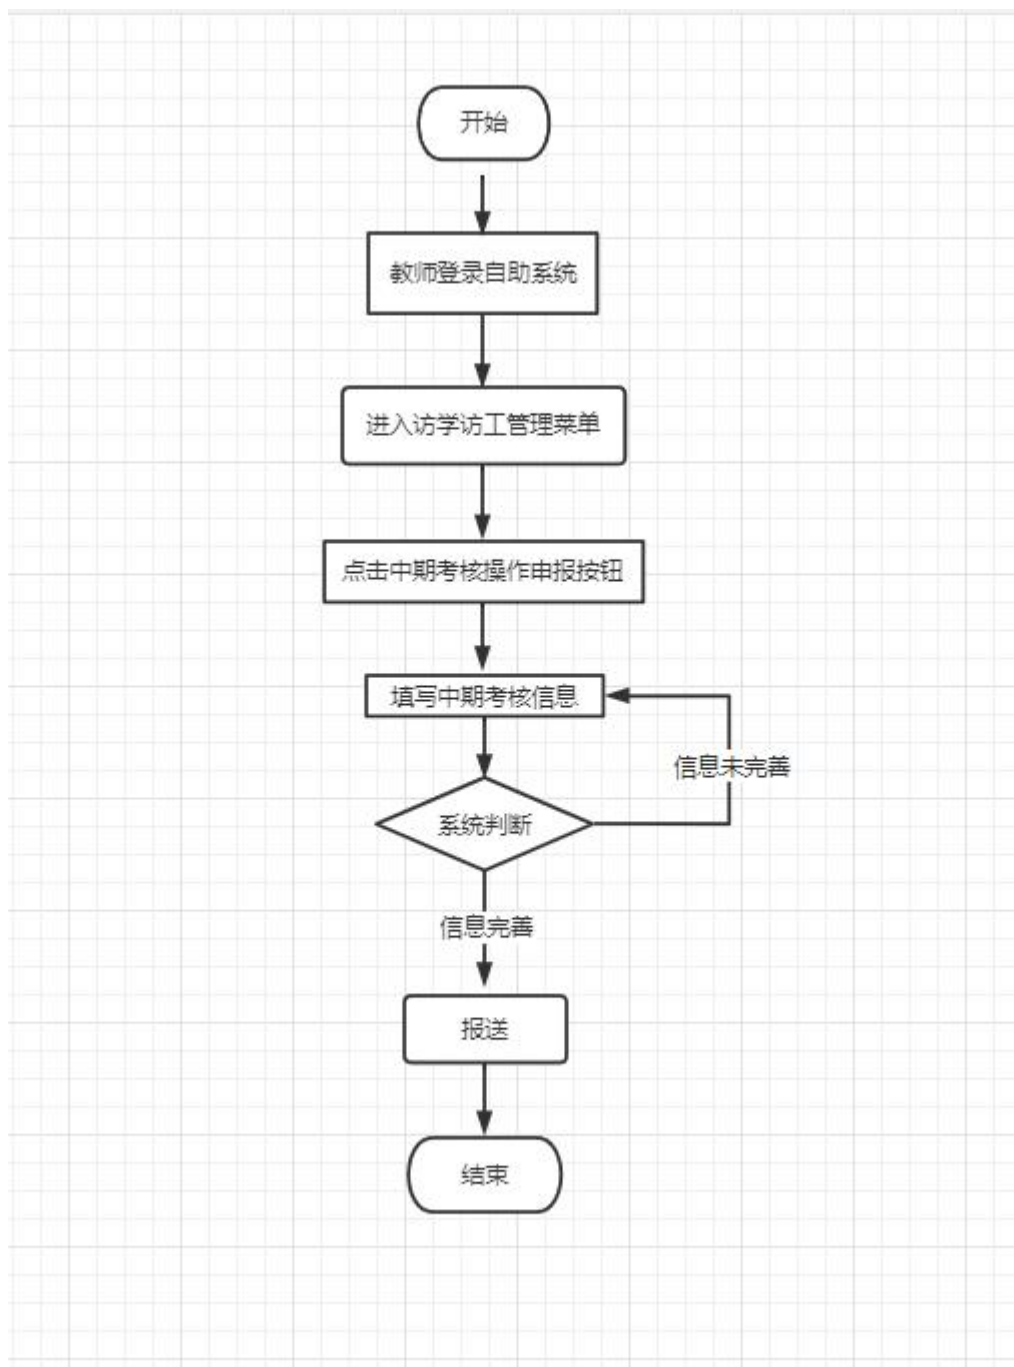 开始
教师登录自助系统
进入访学访工管理菜单
点击中期考核操作申报按钮
填写中期考核信息
信息未完善
系统判断
信息完善
报送
结束